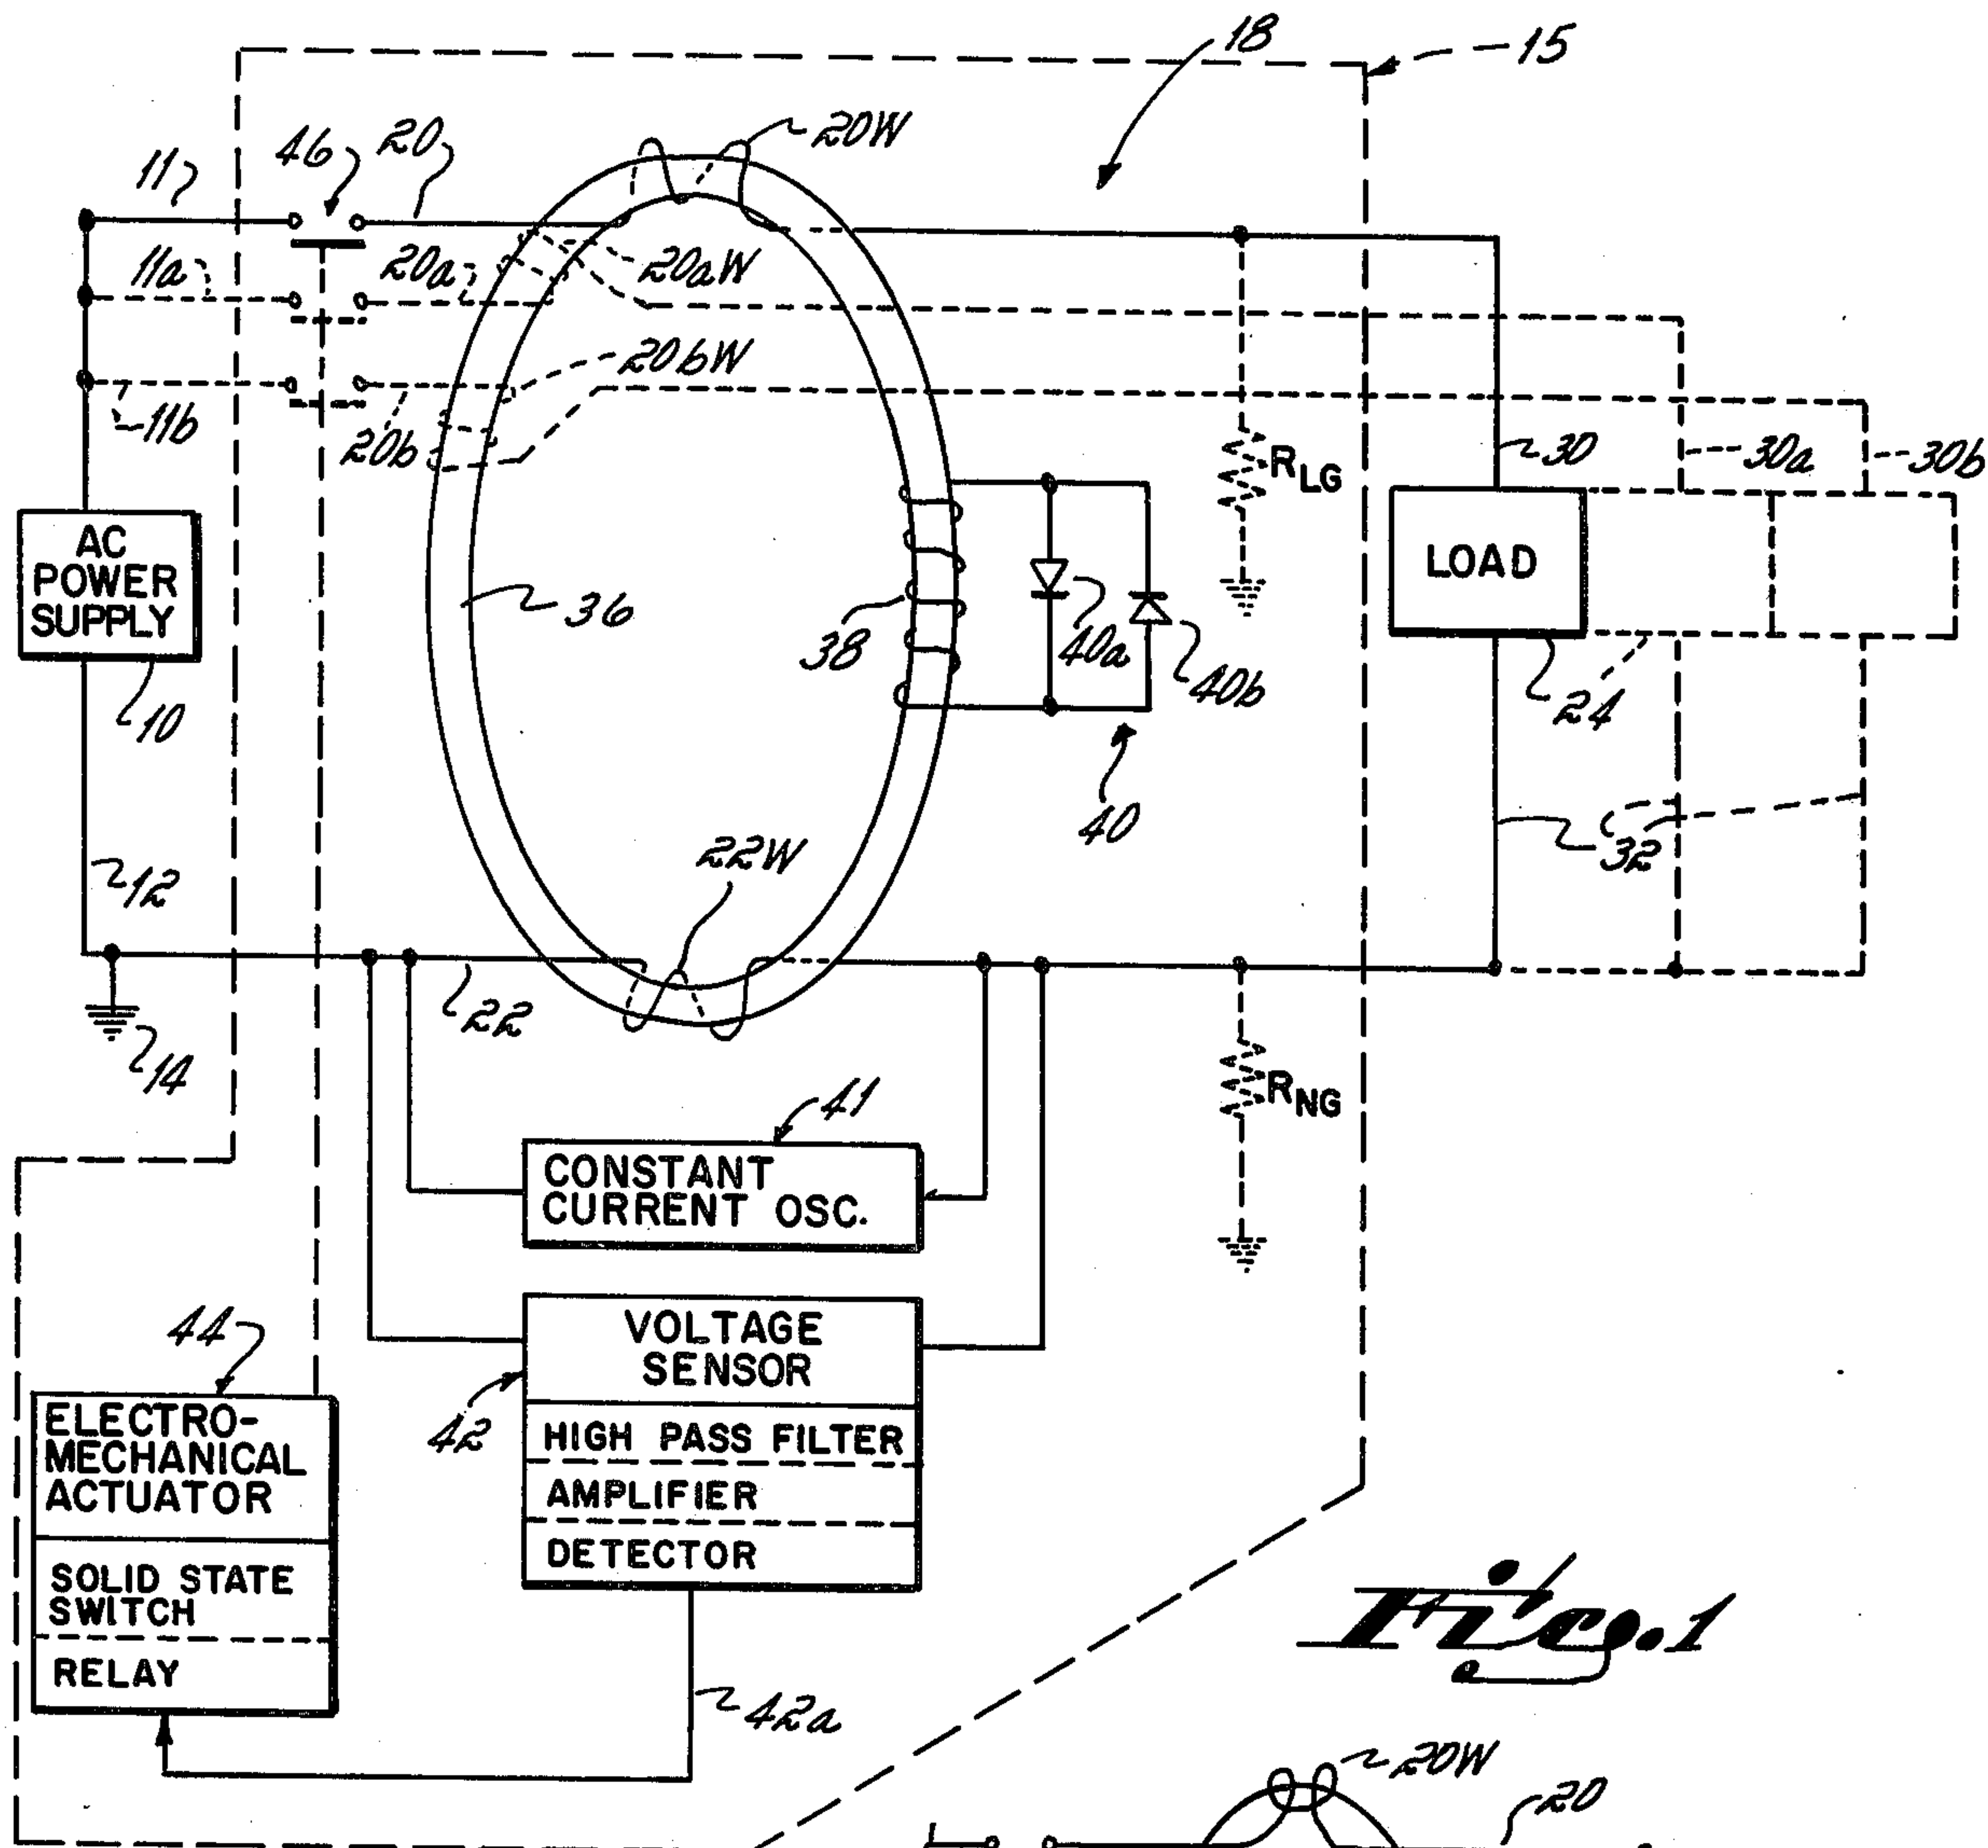 18
15
46
20
20W
11
11a
20a
20aW
20bW
11b
20b
R LG
30
30a
30b
AC
POWER
SUPPLY
LOAD
36
38
40a
40b
10
24
40
12
22W
32
22
14
41
R NG
CONSTANT
CURRENT OSC.
44
VOLTAGE
SENSOR
42
ELECTRO-
MECHANICAL
ACTUATOR
HIGH PASS FILTER
AMPLIFIER
DETECTOR
SOLID STATE
SWITCH
RELAY
42a
Fig. 1
20W
20